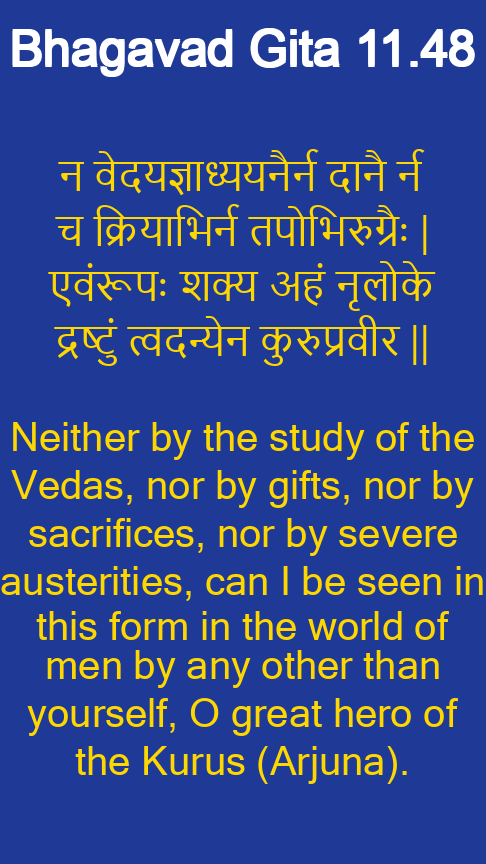 Bhagavad Gita 11.48
न वेदयज्ञाध्ययनैर्न दानै र्न
च क्रियाभिर्न तपोभिरुग्रैः |
एवंरूपः शक्य अहं नृलोके
द्रष्टुं त्वदन्येन कुरुप्रवीर ||
Neither by the study of the
Vedas, nor by gifts, nor by
sacrifices, nor by severe
austerities, can I be seen in
this form in the world of
men by any other than
yourself, O great hero of
the Kurus (Arjuna).